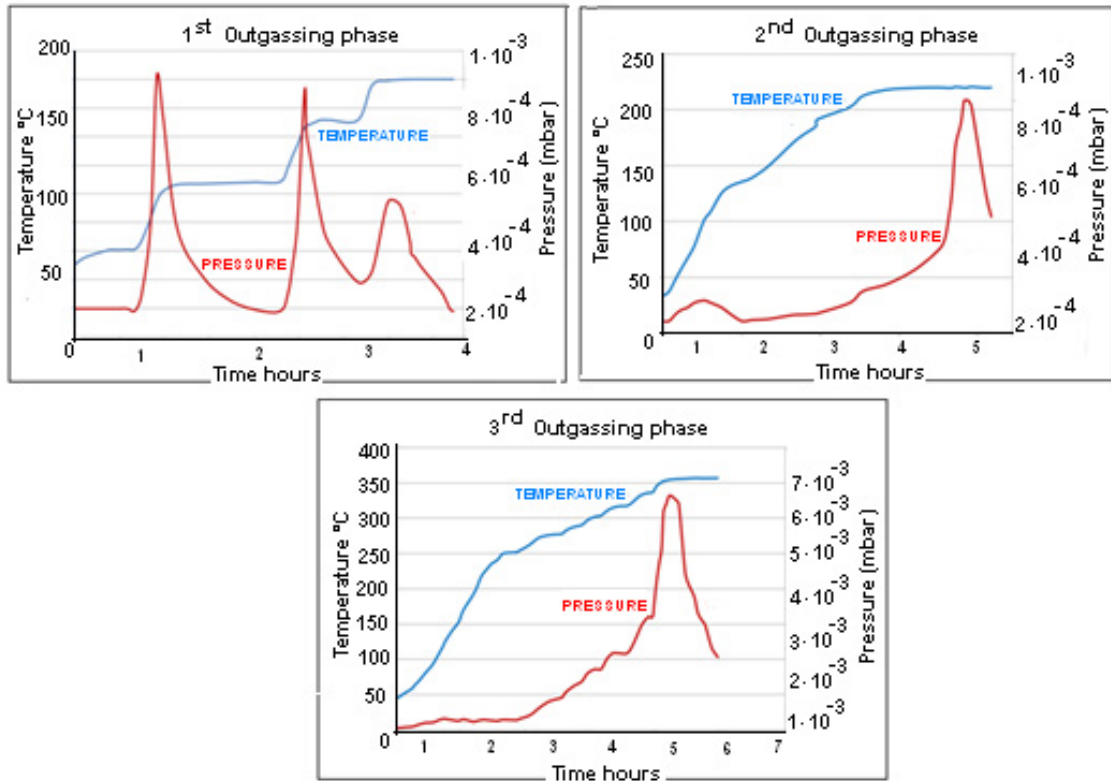 1st Outgassing phase
Temperature °C
200
150
100
50
0
TEMPERATURE
PRESSURE
1·10-3
8·10-4
6·10-4
4·10-4
2·10-4
Pressure (mbar)
1 2 3 4
Time hours
2nd Outgassing phase
Temperature °C
250
200
150
100
50
0
TEMPERATURE
PRESSURE
1·10-3
8·10-4
6·10-4
4·10-4
2·10-4
Pressure (mbar)
1 2 3 4 5
Time hours
3rd Outgassing phase
Temperature °C
400
350
300
250
200
150
100
50
0
TEMPERATURE
PRESSURE
7·10-3
6·10-3
5·10-3
4·10-3
3·10-3
2·10-3
1·10-3
Pressure (mbar)
1 2 3 4 5 6 7
Time hours